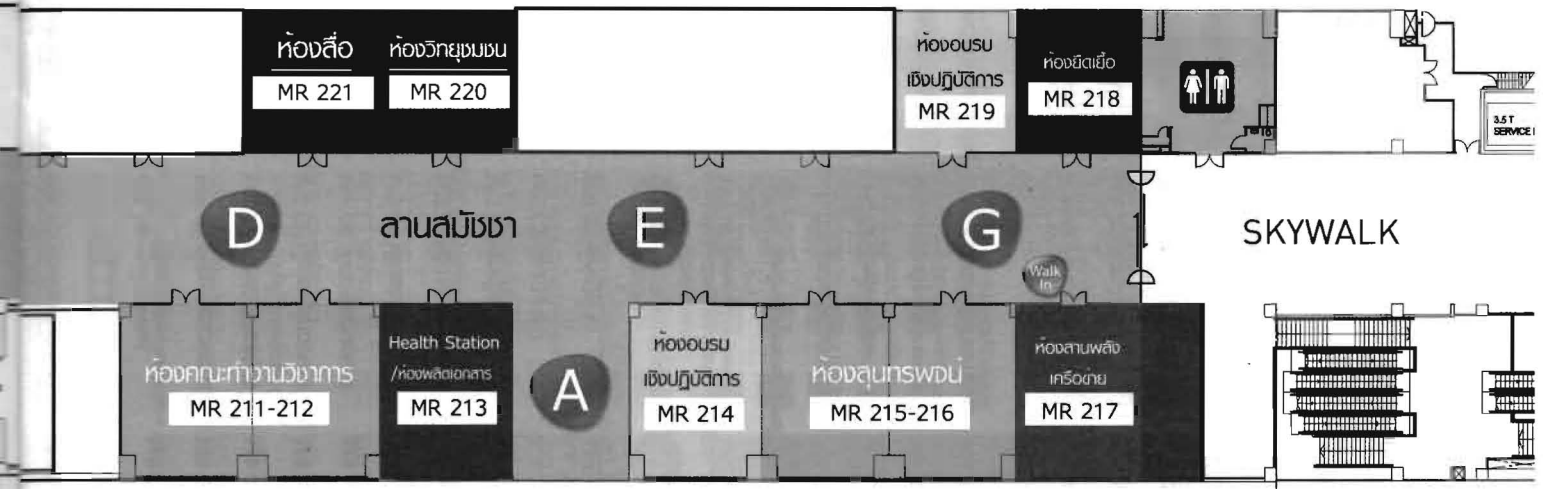 ห้องสื่อ
MR 221
ห้องวิทยุชุมชน
MR 220
ห้องอบรม
เชิงปฏิบัติการ
MR 219
ห้องยืดเยื้อ
MR 218
3.5 T
SERVICE
D
ลานสมัชชา
E
G
Walk
In
SKYWALK
ห้องคณะทำงานวิชาการ
MR 211-212
Health Station
/ห้องผลิตเอกสาร
MR 213
A
ห้องอบรม
เชิงปฏิบัติการ
MR 214
ห้องสุนทรพจน์
MR 215-216
ห้องสานพลัง
เครือข่าย
MR 217